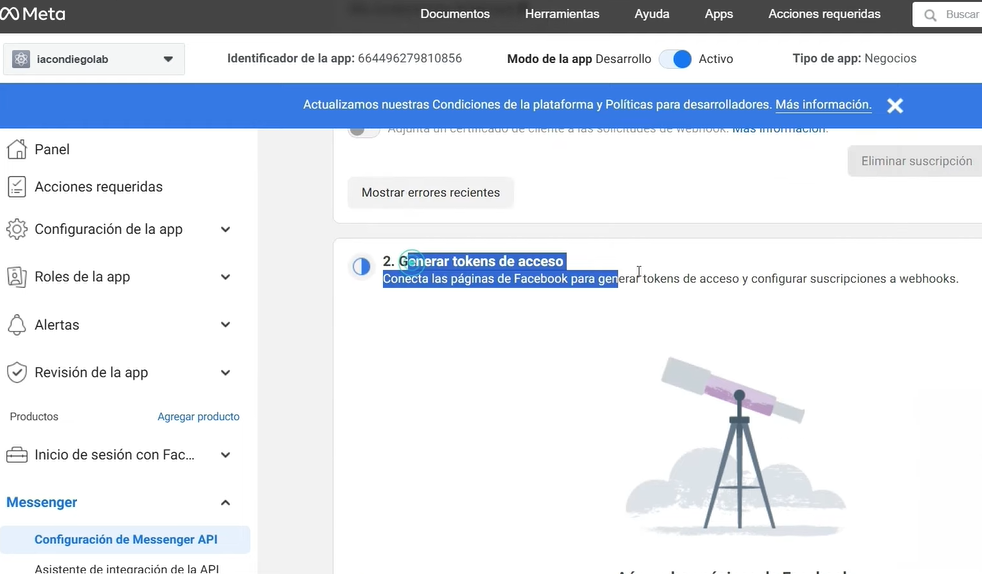 Meta
Documentos Herramientas Ayuda Apps Acciones requeridas Buscar
iacondiegolab
Identificador de la app: 664496279810856
Modo de la app Desarrollo Activo
Tipo de app: Negocios
Actualizamos nuestras Condiciones de la plataforma y Políticas para desarrolladores. Más información.
Panel
Acciones requeridas
Configuración de la app
Roles de la app
Alertas
Revisión de la app
Productos Agregar producto
Inicio de sesión con Fac...
Messenger
Configuración de Messenger API
Asistente de integración de la API
Adjunta un certificado de cliente a las solicitudes de webhook. Más información.
Eliminar suscripción
Mostrar errores recientes
2. Generar tokens de acceso
Conecta las páginas de Facebook para generar tokens de acceso y configurar suscripciones a webhooks.